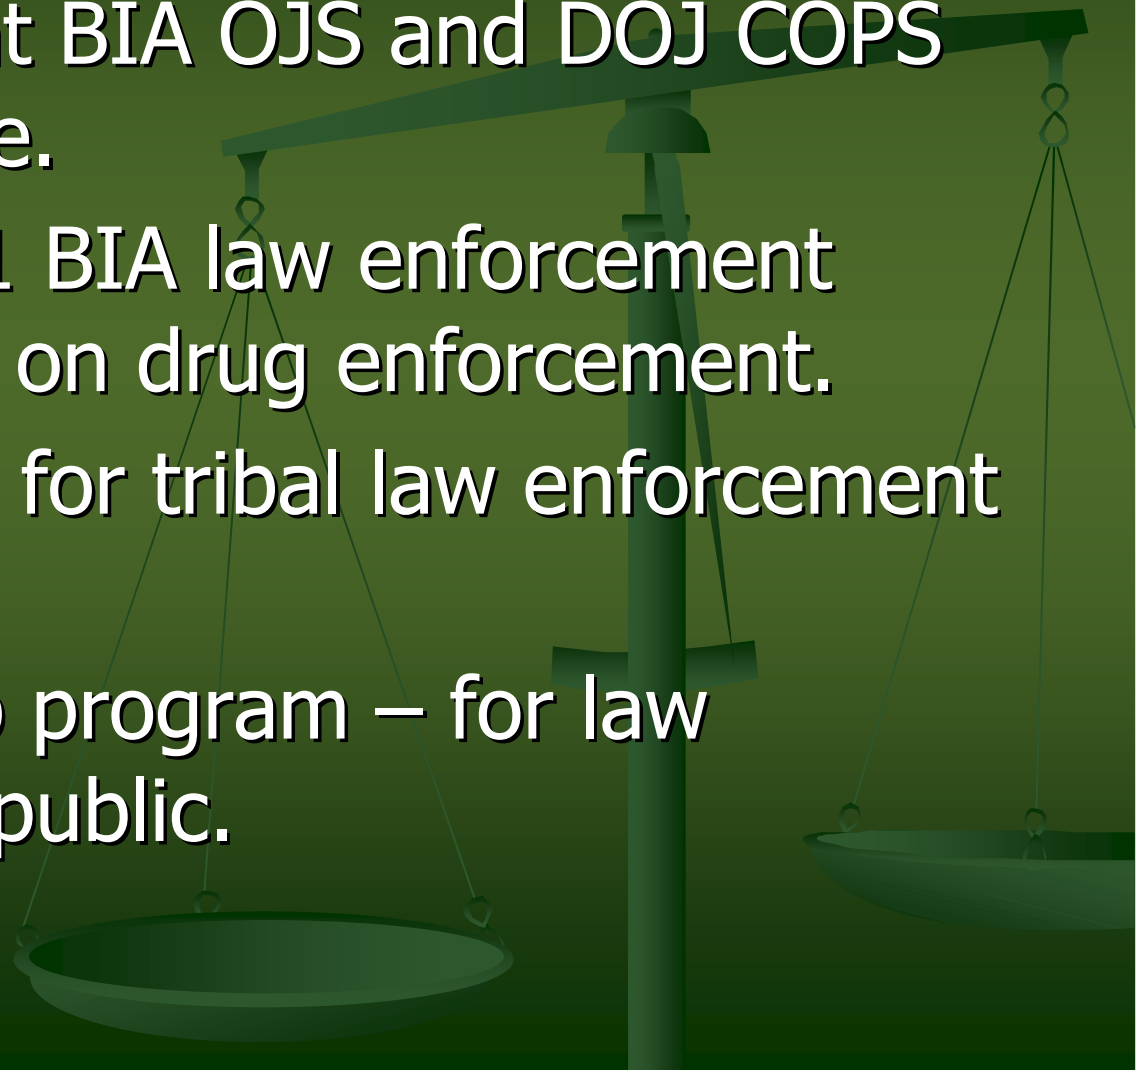 t BIA OJS and DOJ COPS
e.
1 BIA law enforcement
on drug enforcement.
for tribal law enforcement
program – for law
public.